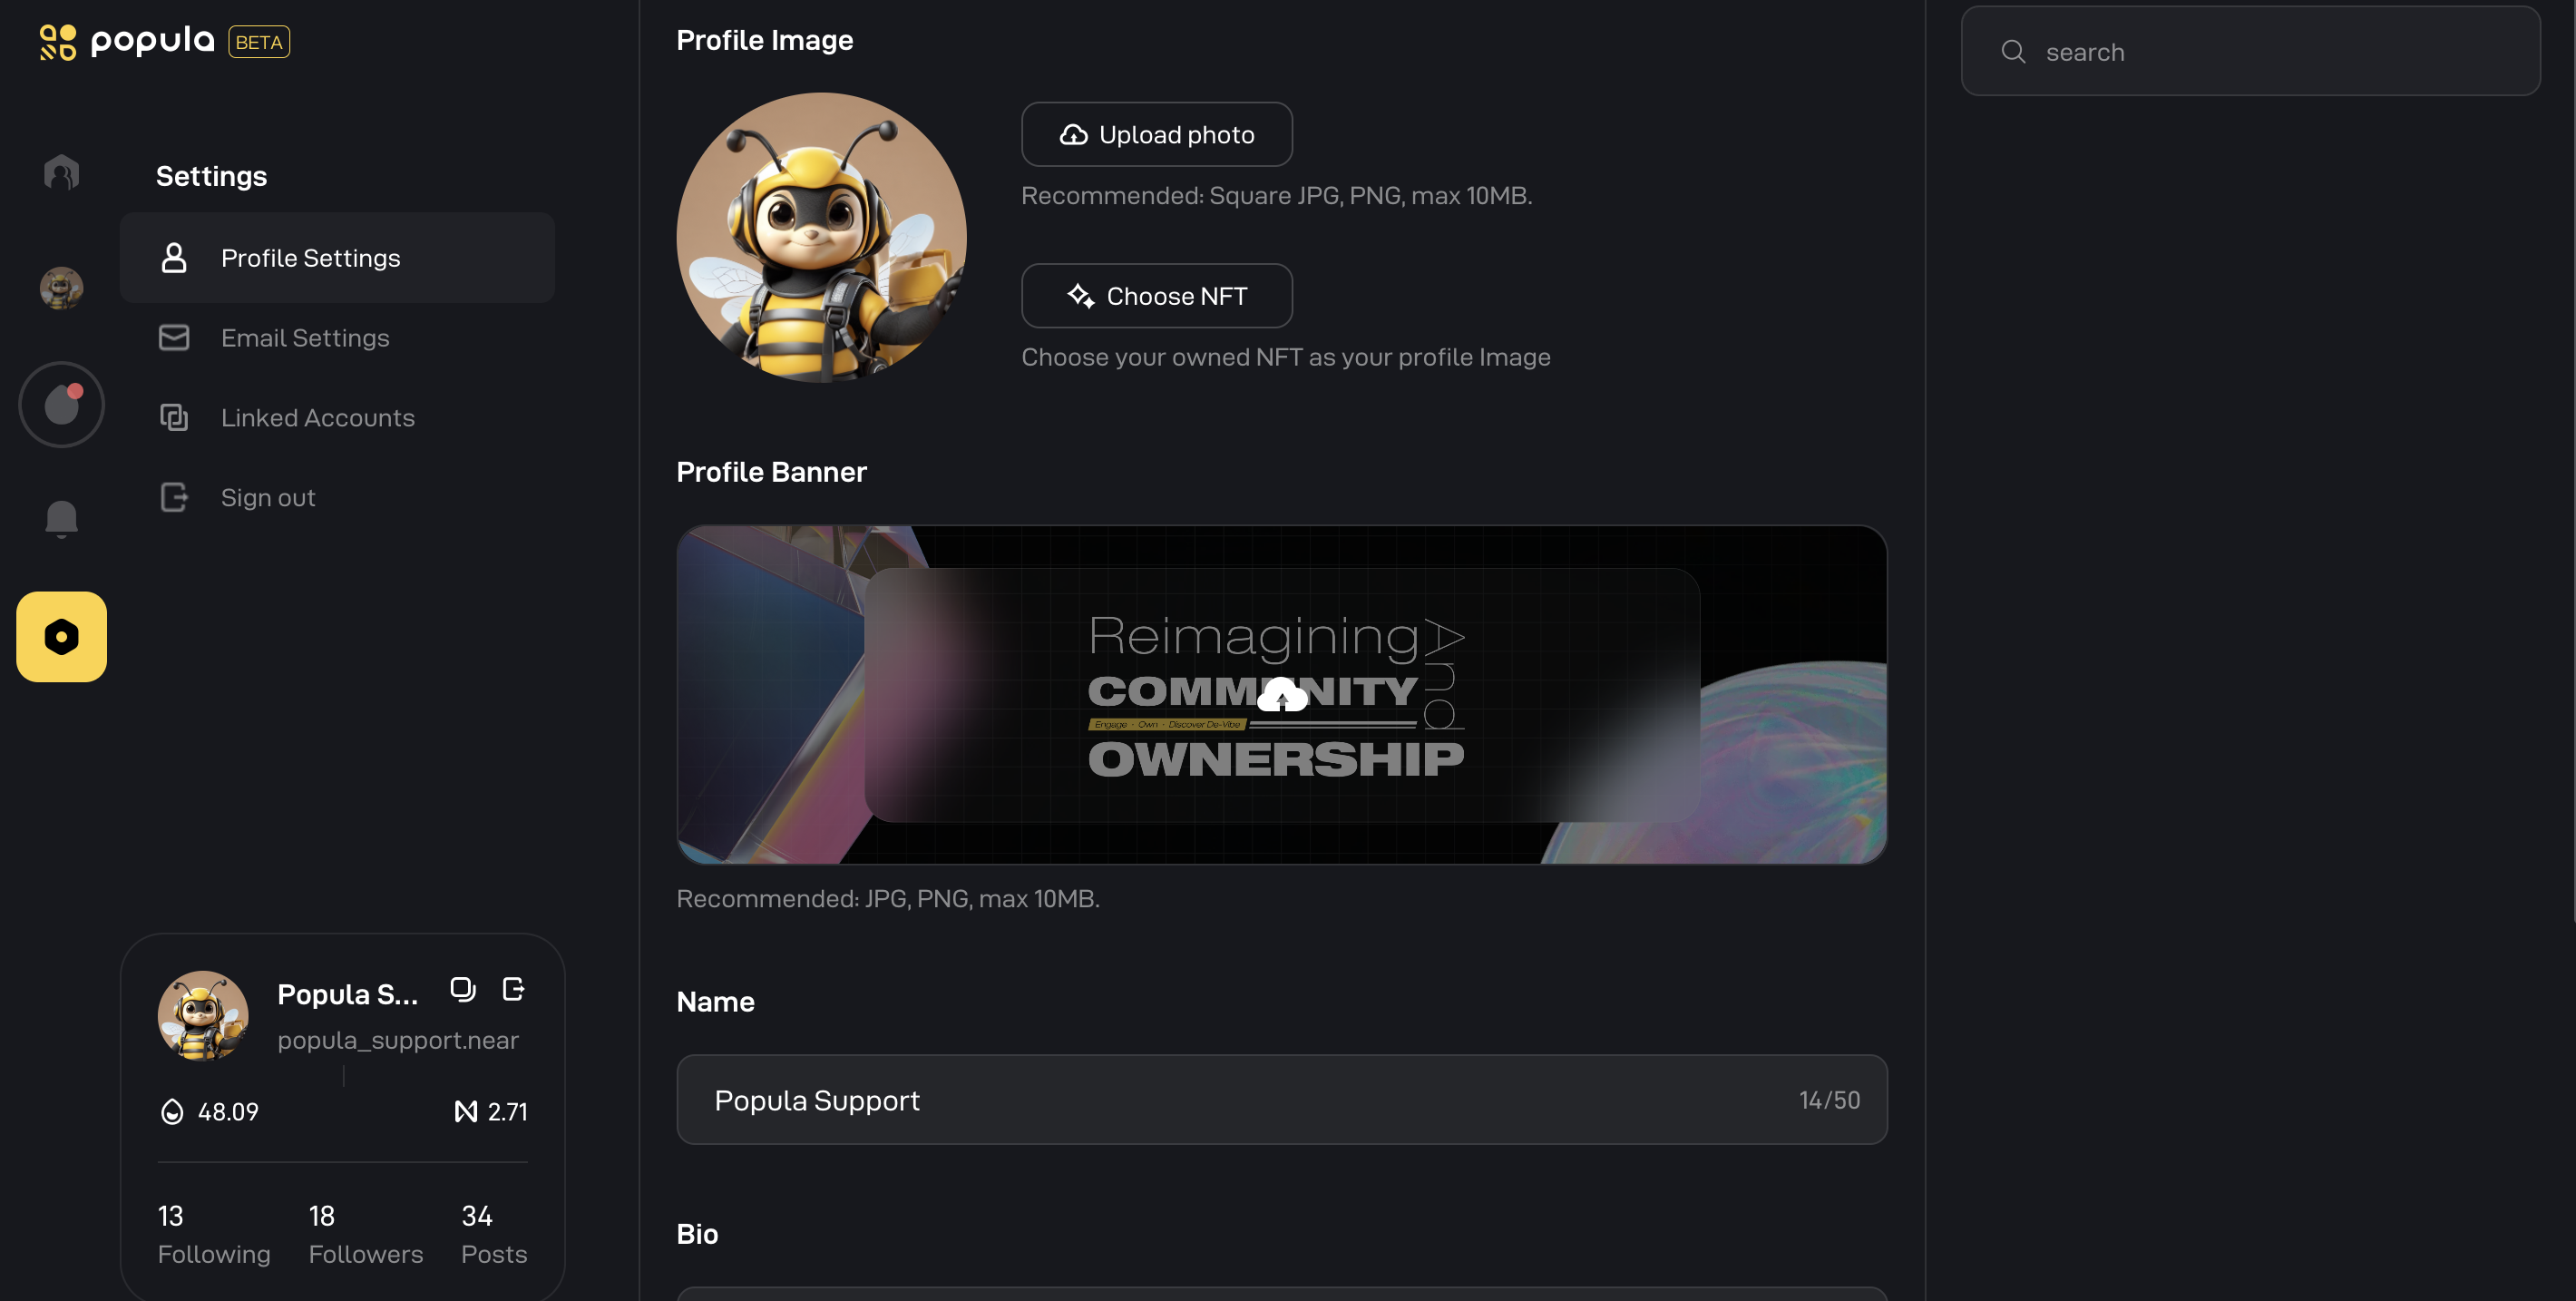 popula BETA
Settings
Profile Settings
Email Settings
Linked Accounts
Sign out
Popula S...
popula_support.near
48.09
2.71
13 Following
18 Followers
34 Posts
Profile Image
Upload photo
Recommended: Square JPG, PNG, max 10MB.
Choose NFT
Choose your owned NFT as your profile Image
Profile Banner
Reimagining And
COMMUNITY
Engage · Own · Discover De-Vibe
OWNERSHIP
Recommended: JPG, PNG, max 10MB.
Name
Popula Support 14/50
Bio
search